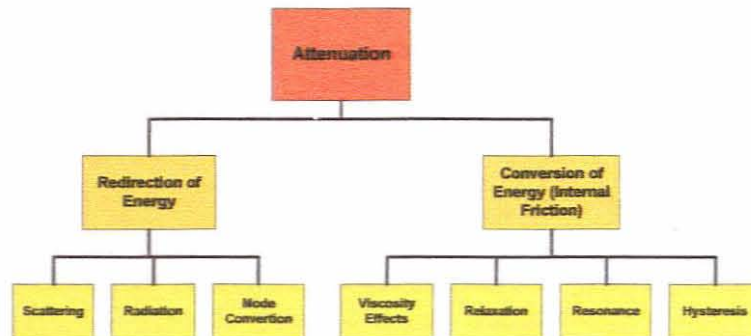 Attenuation
Redirection of
Energy
Conversion of
Energy (Internal
Friction)
Scattering
Radiation
Mode
Convertion
Viscosity
Effects
Relaxation
Resonance
Hysteresis